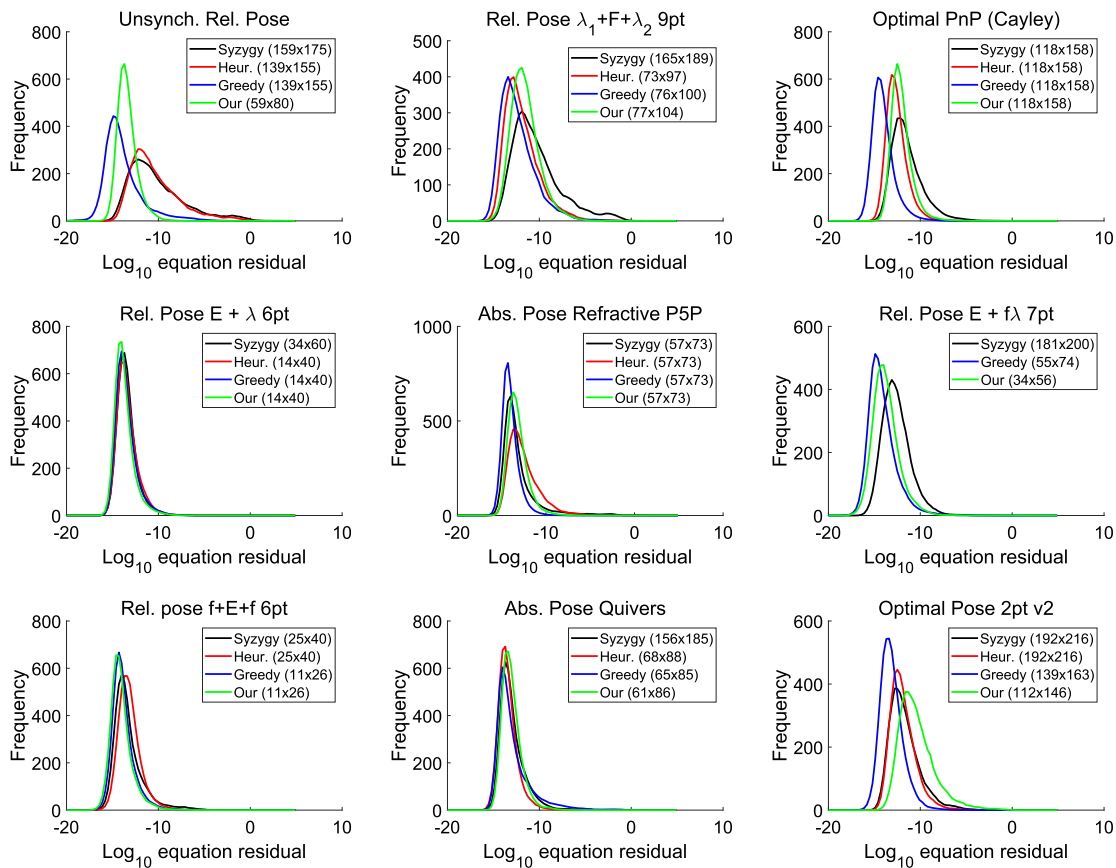 Unsynch. Rel. Pose
800
600
400
200
0
-20 -10 0 10
Frequency
Log10 equation residual
Syzygy (159x175)
Heur. (139x155)
Greedy (139x155)
Our (59x80)
Rel. Pose λ1+F+λ2 9pt
500
400
300
200
100
0
-20 -10 0 10
Frequency
Log10 equation residual
Syzygy (165x189)
Heur. (73x97)
Greedy (76x100)
Our (77x104)
Optimal PnP (Cayley)
800
600
400
200
0
-20 -10 0 10
Frequency
Log10 equation residual
Syzygy (118x158)
Heur. (118x158)
Greedy (118x158)
Our (118x158)
Rel. Pose E + λ 6pt
800
600
400
200
0
-20 -10 0 10
Frequency
Log10 equation residual
Syzygy (34x60)
Heur. (14x40)
Greedy (14x40)
Our (14x40)
Abs. Pose Refractive P5P
1000
500
0
-20 -10 0 10
Frequency
Log10 equation residual
Syzygy (57x73)
Heur. (57x73)
Greedy (57x73)
Our (57x73)
Rel. Pose E + fλ 7pt
600
400
200
0
-20 -10 0 10
Frequency
Log10 equation residual
Syzygy (181x200)
Greedy (55x74)
Our (34x56)
Rel. pose f+E+f 6pt
800
600
400
200
0
-20 -10 0 10
Frequency
Log10 equation residual
Syzygy (25x40)
Heur. (25x40)
Greedy (11x26)
Our (11x26)
Abs. Pose Quivers
800
600
400
200
0
-20 -10 0 10
Frequency
Log10 equation residual
Syzygy (156x185)
Heur. (68x88)
Greedy (65x85)
Our (61x86)
Optimal Pose 2pt v2
600
400
200
0
-20 -10 0 10
Frequency
Log10 equation residual
Syzygy (192x216)
Heur. (192x216)
Greedy (139x163)
Our (112x146)